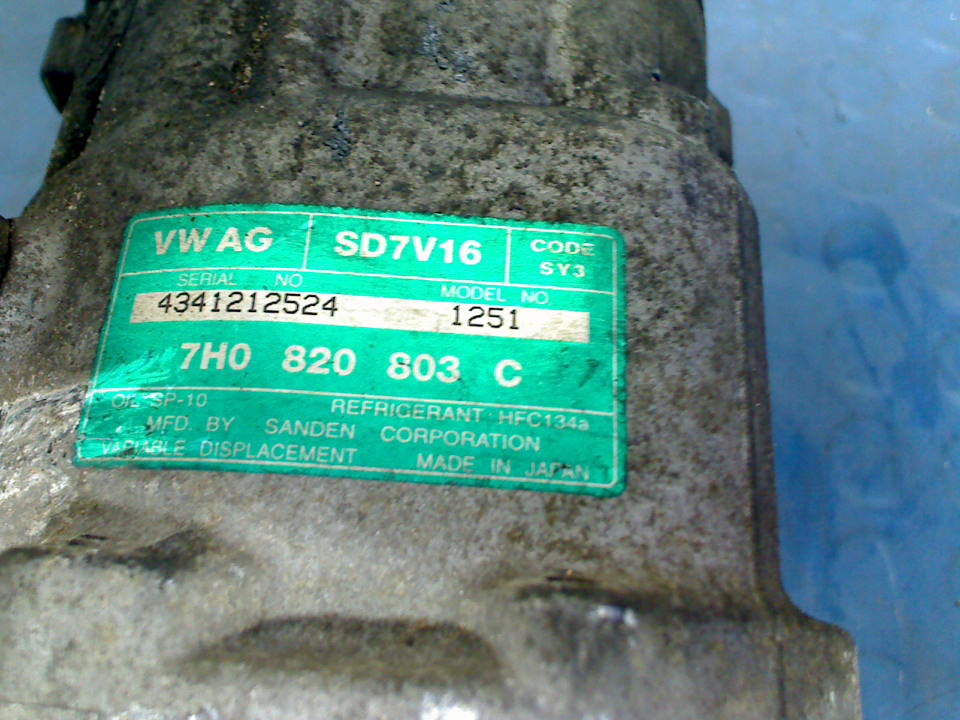 VW AG SD7V16 CODE SY3
SERIAL NO MODEL NO
4341212524 1251
7H0 820 803 C
OIL SP-10 REFRIGERANT HFC134a
MFD. BY SANDEN CORPORATION
VARIABLE DISPLACEMENT MADE IN JAPAN